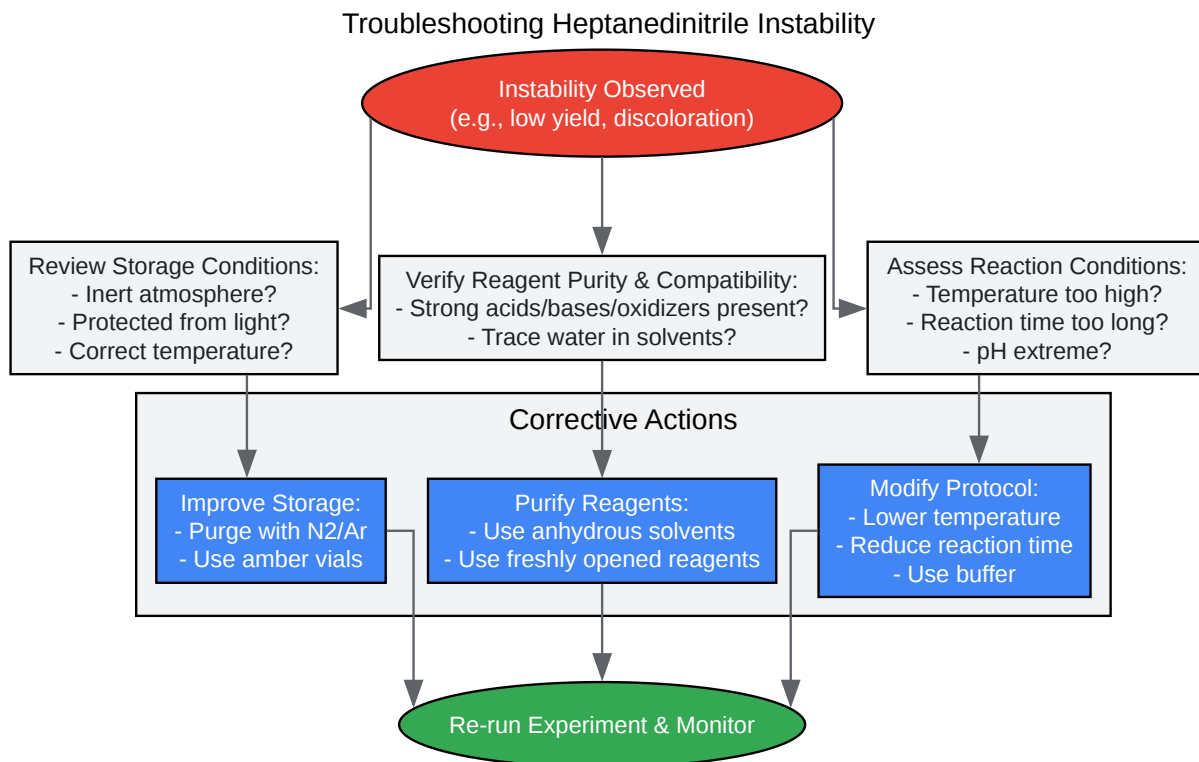 Troubleshooting Heptanedinitrile Instability
Instability Observed
(e.g., low yield, discoloration)
Review Storage Conditions:
- Inert atmosphere?
- Protected from light?
- Correct temperature?
Verify Reagent Purity & Compatibility:
- Strong acids/bases/oxidizers present?
- Trace water in solvents?
Assess Reaction Conditions:
- Temperature too high?
- Reaction time too long?
- pH extreme?
Corrective Actions
Improve Storage:
- Purge with N2/Ar
- Use amber vials
Purify Reagents:
- Use anhydrous solvents
- Use freshly opened reagents
Modify Protocol:
- Lower temperature
- Reduce reaction time
- Use buffer
Re-run Experiment & Monitor